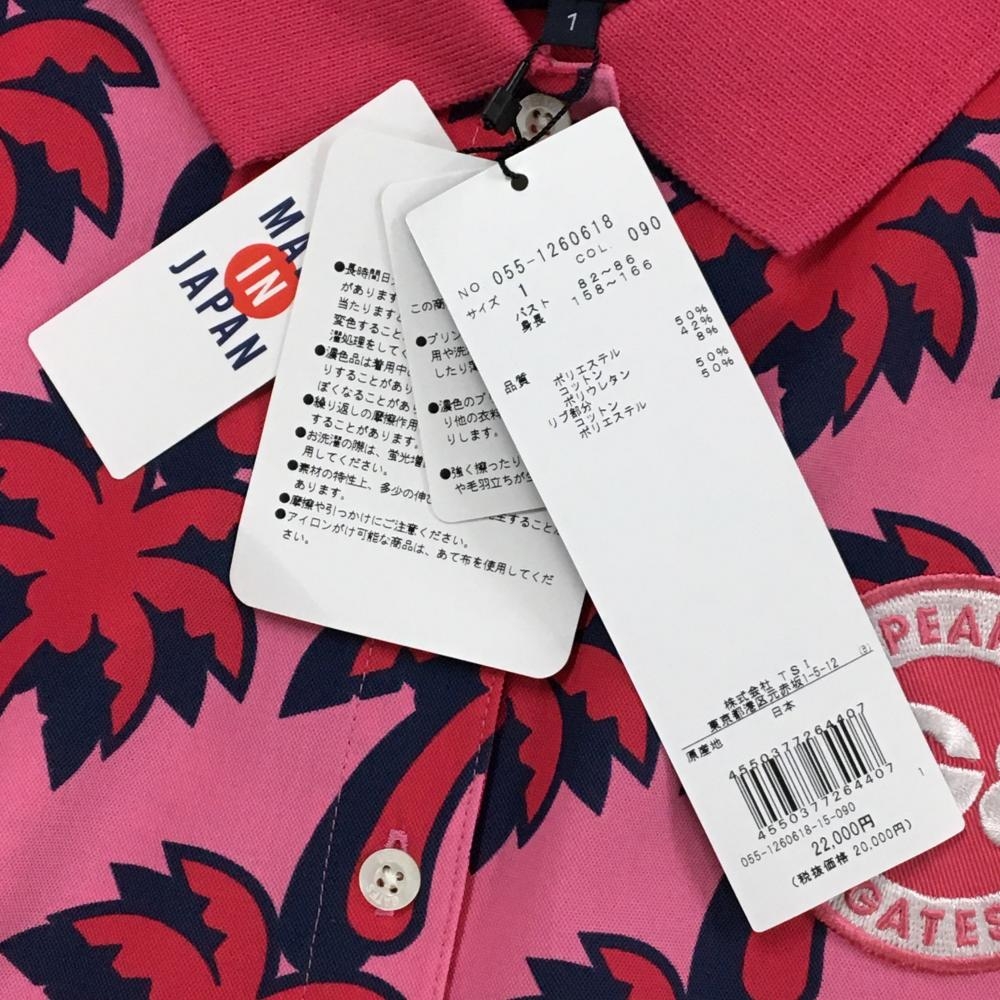 1
MA
IN
JAPAN
●長時間日
があります
当たりますと
変色すること
濯処理をしてく
●濃色品は着用中
りすることがあり
ぽくなることがあ
●繰り返しの摩擦作用
することがあります。
●お洗濯の際は、蛍光増
用してください。
●素材の特性上、多少の伸び
あります。
●摩擦や引っかけにご注意ください。
●アイロンがけ可能な商品は、あて布を使用してくだ
さい。
この商
●プリン
用や洗
したり薄
●濃色のプ
り他の衣料
りします。
●強く擦ったり
や毛羽立ちが生
NO 055-1260618
サイズ 1 COL. 090
バスト 82~86
身長 158~166
品質 ポリエステル 50%
コットン 42%
ポリウレタン 8%
リブ部分
コットン 50%
ポリエステル 50%
株式会社 TSI
東京都港区元赤坂1-5-12 (B)
原産地 日本
4550377264407
4550377264407
1
055-1260618-15-090
22,000円
(税抜価格 20,000円)
PEAR
GATES